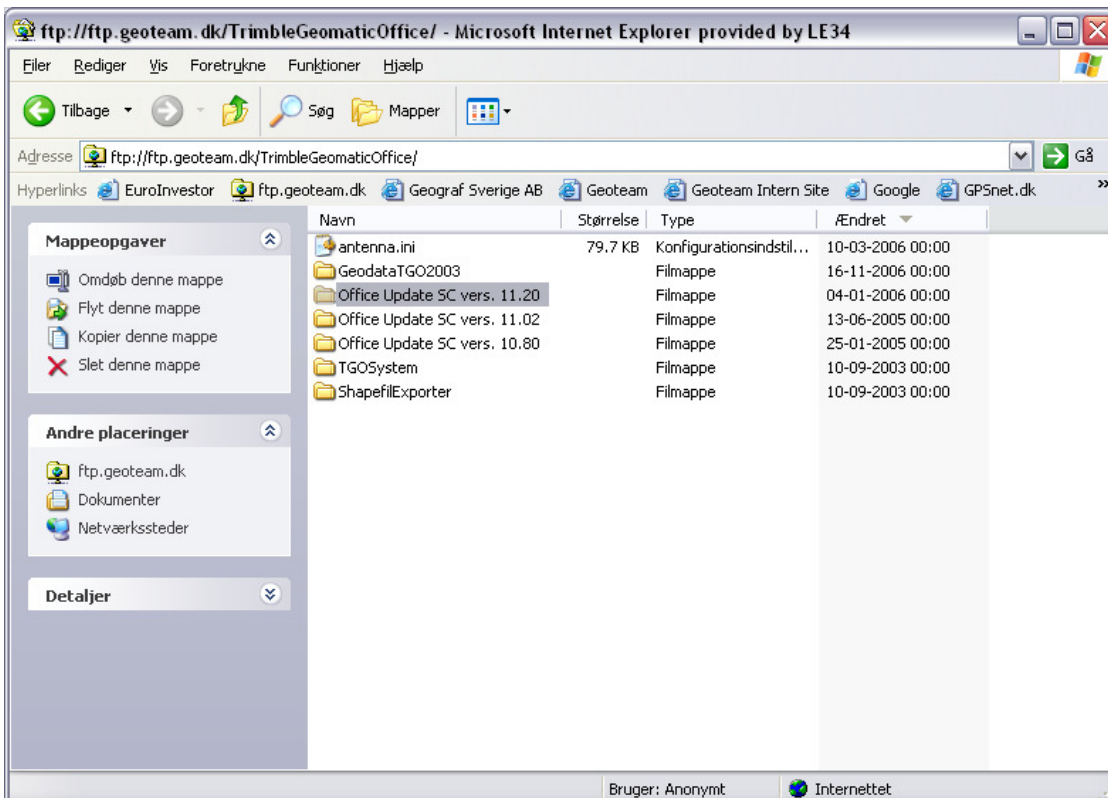 ftp://ftp.geoteam.dk/TrimbleGeomaticOffice/ - Microsoft Internet Explorer provided by LE34
Filer Rediger Vis Foretrukne Funktioner Hjælp
Tilbage Søg Mapper
Adresse ftp://ftp.geoteam.dk/TrimbleGeomaticOffice/ Gå
Hyperlinks EuroInvestor ftp.geoteam.dk Geograf Sverige AB Geoteam Geoteam Intern Site Google GPSnet.dk »
Mappeopgaver
Omdøb denne mappe
Flyt denne mappe
Kopier denne mappe
Slet denne mappe
Andre placeringer
ftp.geoteam.dk
Dokumenter
Netværkssteder
Detaljer
Navn Størrelse Type Ændret
antenna.ini 79.7 KB Konfigurationsindstil... 10-03-2006 00:00
GeodataTGO2003 Filmappe 16-11-2006 00:00
Office Update SC vers. 11.20 Filmappe 04-01-2006 00:00
Office Update SC vers. 11.02 Filmappe 13-06-2005 00:00
Office Update SC vers. 10.80 Filmappe 25-01-2005 00:00
TGOSystem Filmappe 10-09-2003 00:00
ShapefilExporter Filmappe 10-09-2003 00:00
Bruger: Anonymt Internettet